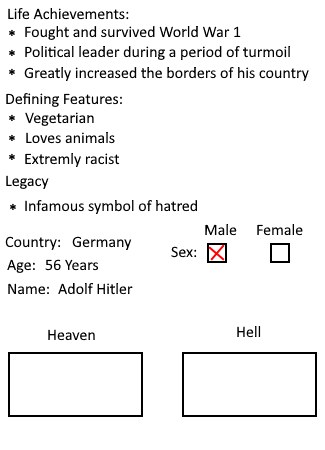 Life Achievements:
* Fought and survived World War 1
* Political leader during a period of turmoil
* Greatly increased the borders of his country
Defining Features:
* Vegetarian
* Loves animals
* Extremly racist
Legacy
* Infamous symbol of hatred
Male Female
Country: Germany
Sex:
Age: 56 Years
Name: Adolf Hitler
Heaven
Hell